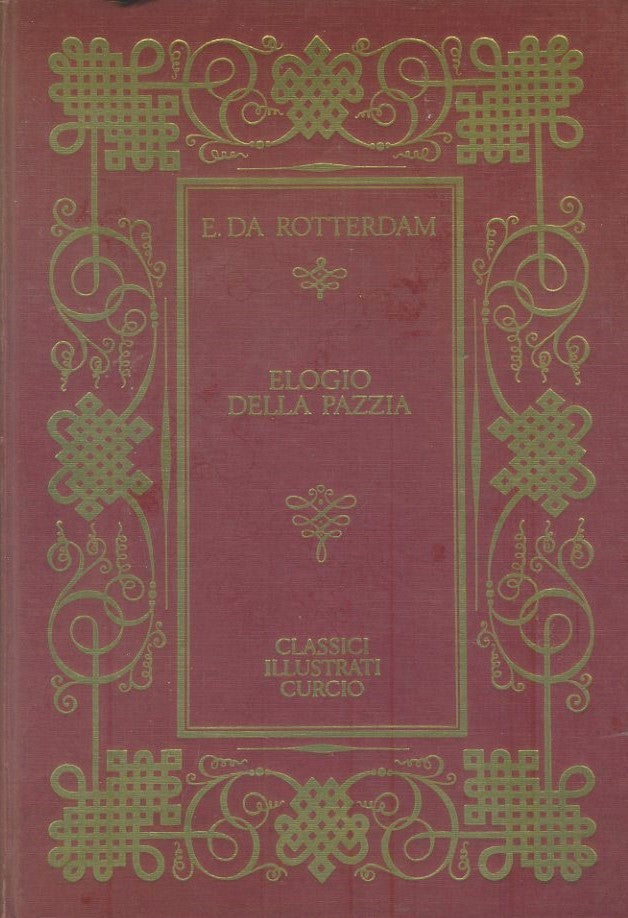 E. DA ROTTERDAM
ELOGIO
DELLA PAZZIA
CLASSICI
ILLUSTRATI
CURCIO